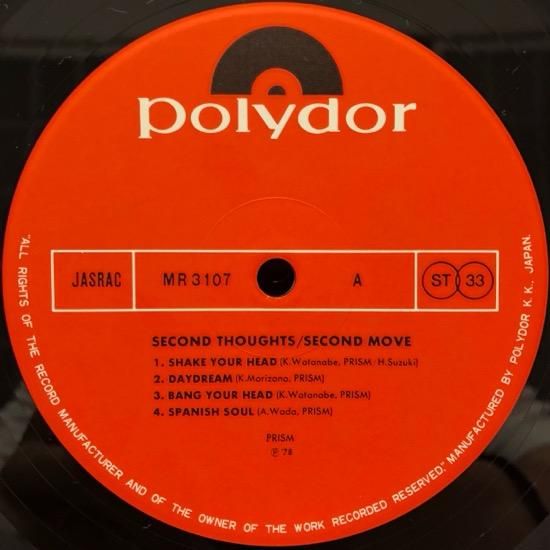 polydor
JASRAC MR 3107 A ST 33
SECOND THOUGHTS/SECOND MOVE
1. SHAKE YOUR HEAD (K.Watanabe, PRISM/H.Suzuki)
2. DAYDREAM (K.Morizono, PRISM)
3. BANG YOUR HEAD (K.Watanabe, PRISM)
4. SPANISH SOUL (A.Wada, PRISM)
PRISM
Ⓟ '78
"ALL RIGHTS OF THE RECORD MANUFACTURER AND OF THE OWNER OF THE WORK RECORDED RESERVED." MANUFACTURED BY POLYDOR K.K. JAPAN.